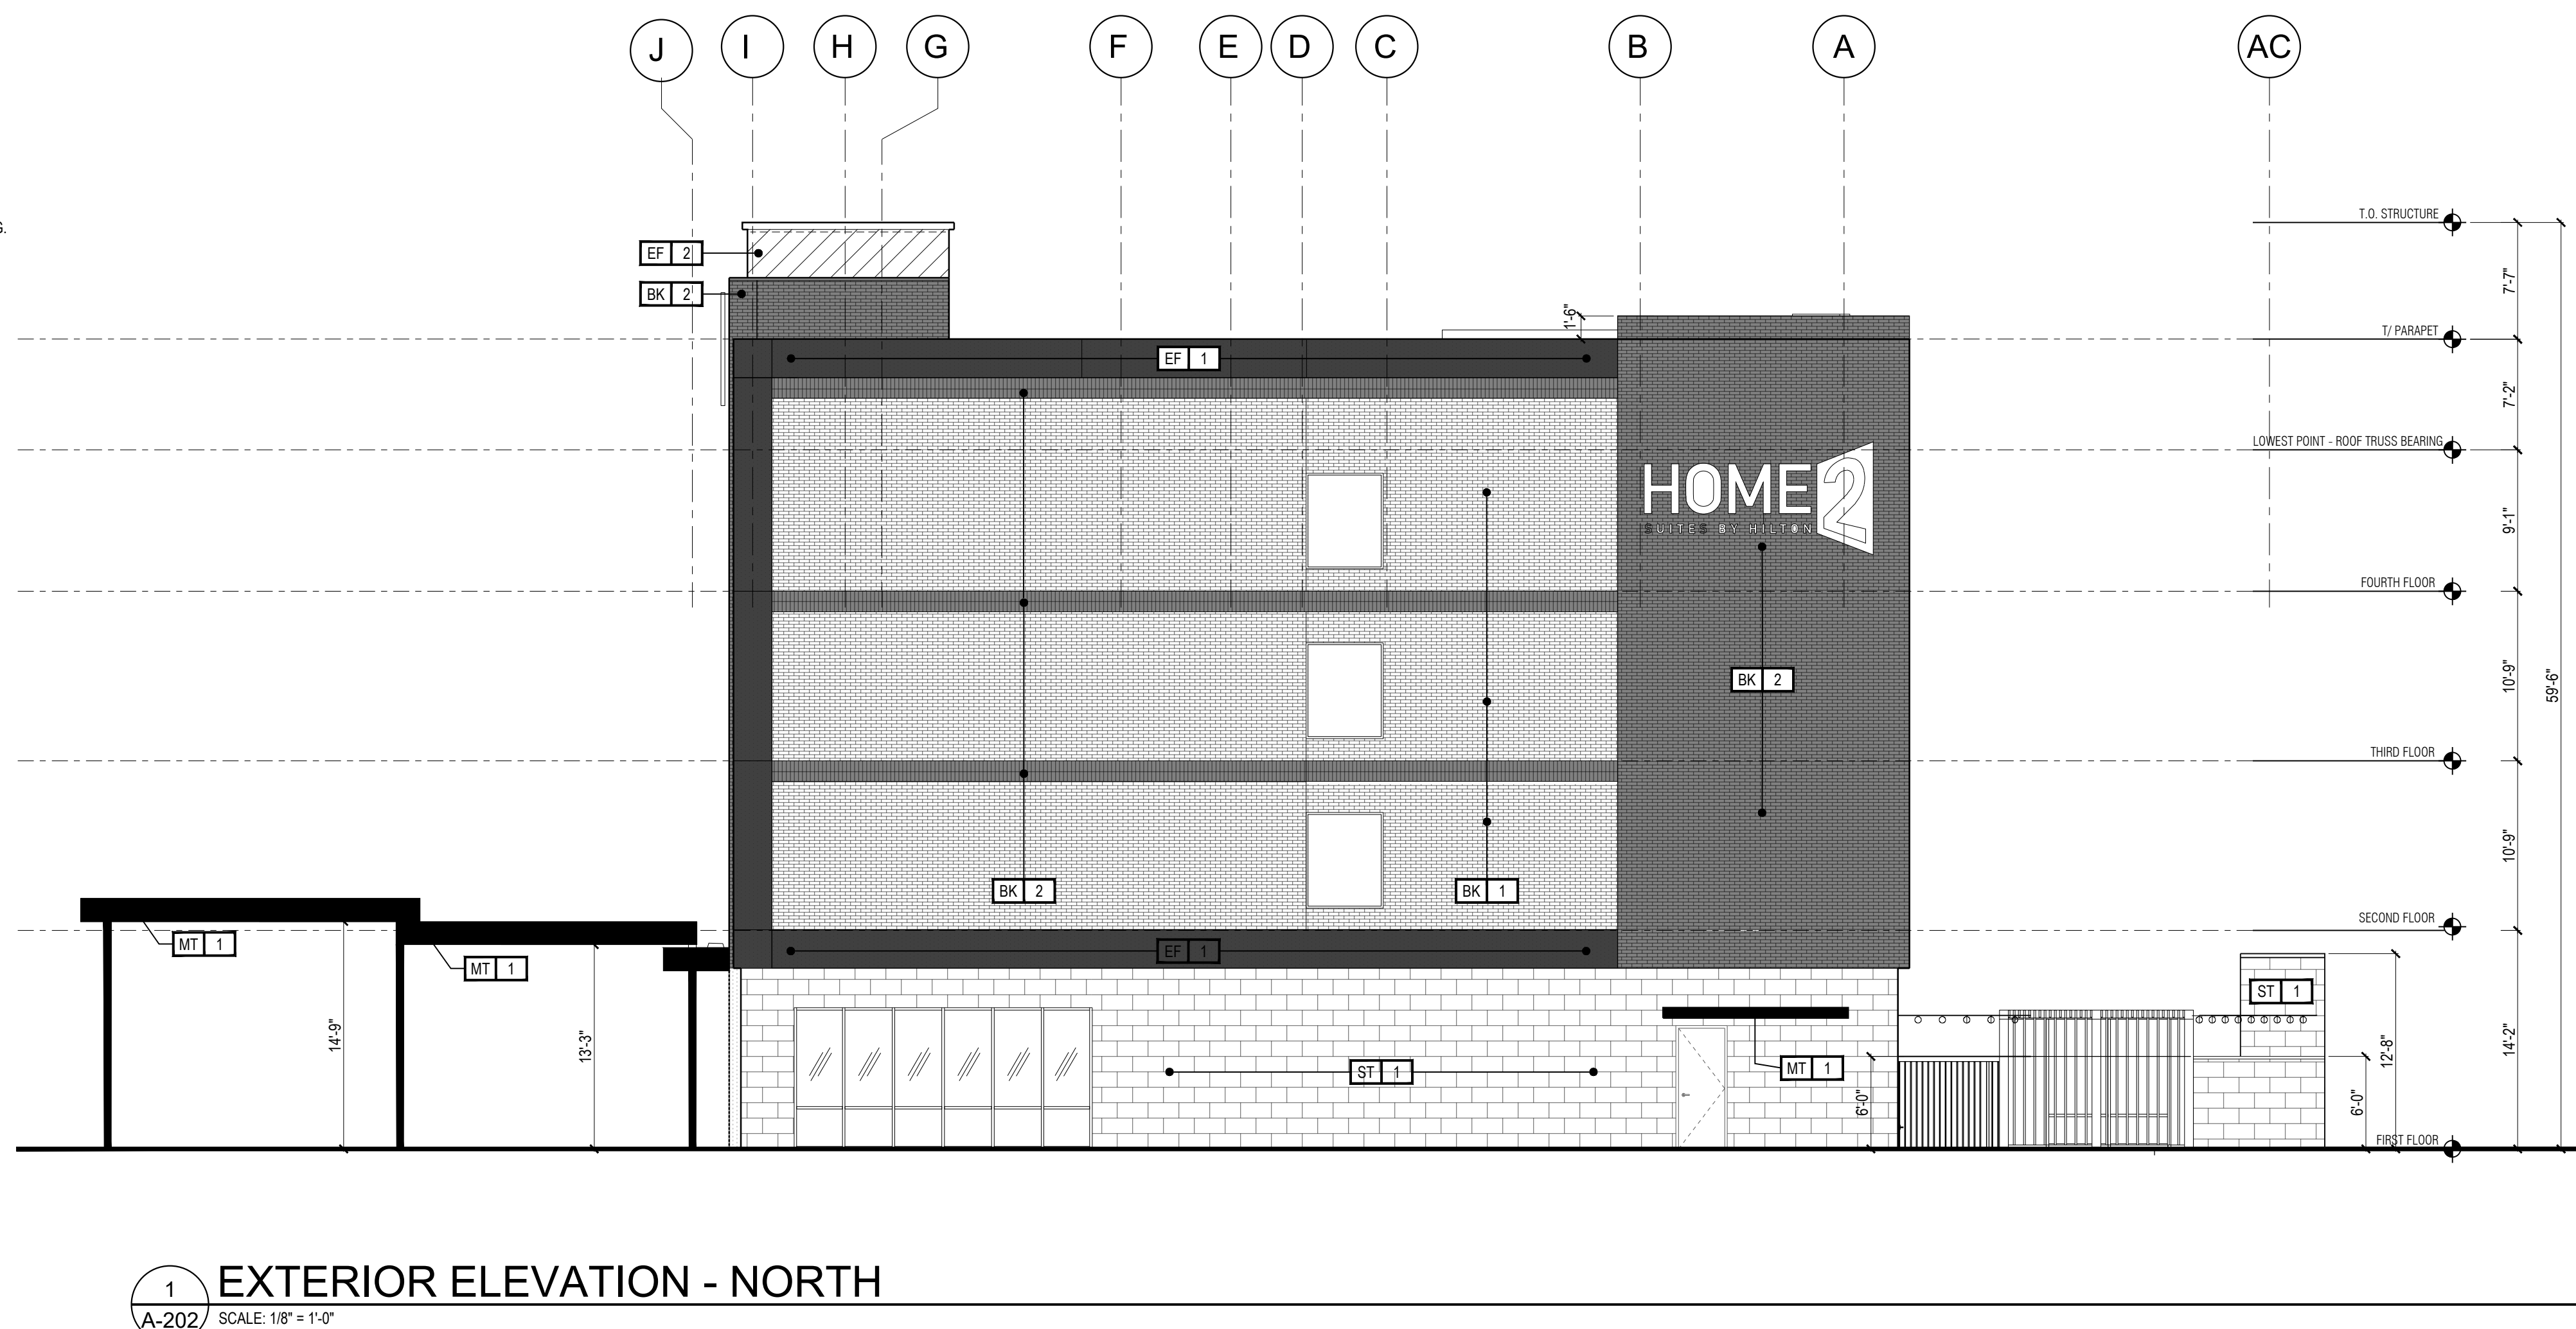 J I H G F E D C B A AC
G.
T.O. STRUCTURE
EF 2
7'-7"
BK 2
1'-6"
T/ PARAPET
EF 1
7'-2"
LOWEST POINT - ROOF TRUSS BEARING
HOME 2
SUITES BY HILTON
9'-1"
FOURTH FLOOR
BK 2
10'-9"
59'-6"
THIRD FLOOR
10'-9"
BK 2
BK 1
SECOND FLOOR
MT 1
EF 1
MT 1
ST 1
14'-9"
13'-3"
14'-2"
12'-8"
ST 1
MT 1
6'-0"
6'-0"
FIRST FLOOR
1
EXTERIOR ELEVATION - NORTH
A-202
SCALE: 1/8" = 1'-0"